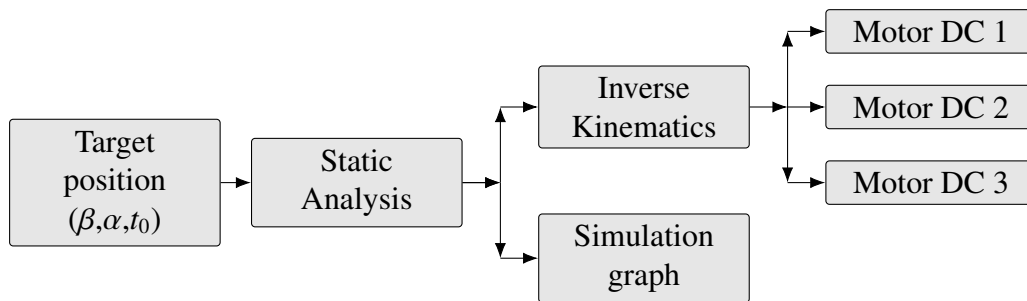 Target
position
(β,α,t₀)
Static
Analysis
Inverse
Kinematics
Simulation
graph
Motor DC 1
Motor DC 2
Motor DC 3